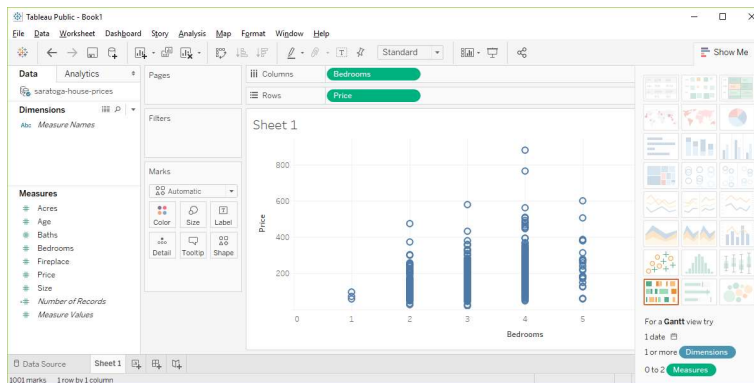 Tableau Public - Book1
File Data Worksheet Dashboard Story Analysis Map Format Window Help
Standard
Show Me
Data Analytics
saratoga-house-prices
Dimensions
Abc Measure Names
Measures
Acres
Age
Baths
Bedrooms
Fireplace
Price
Size
Number of Records
Measure Values
Pages
Filters
Marks
Automatic
Color Size Label
Detail Tooltip Shape
Columns Bedrooms
Rows Price
Sheet 1
800
600
400
200
Price
0 1 2 3 4 5
Bedrooms
For a Gantt view try
1 date
1 or more Dimensions
0 to 2 Measures
Data Source Sheet 1
1001 marks 1 row by 1 column